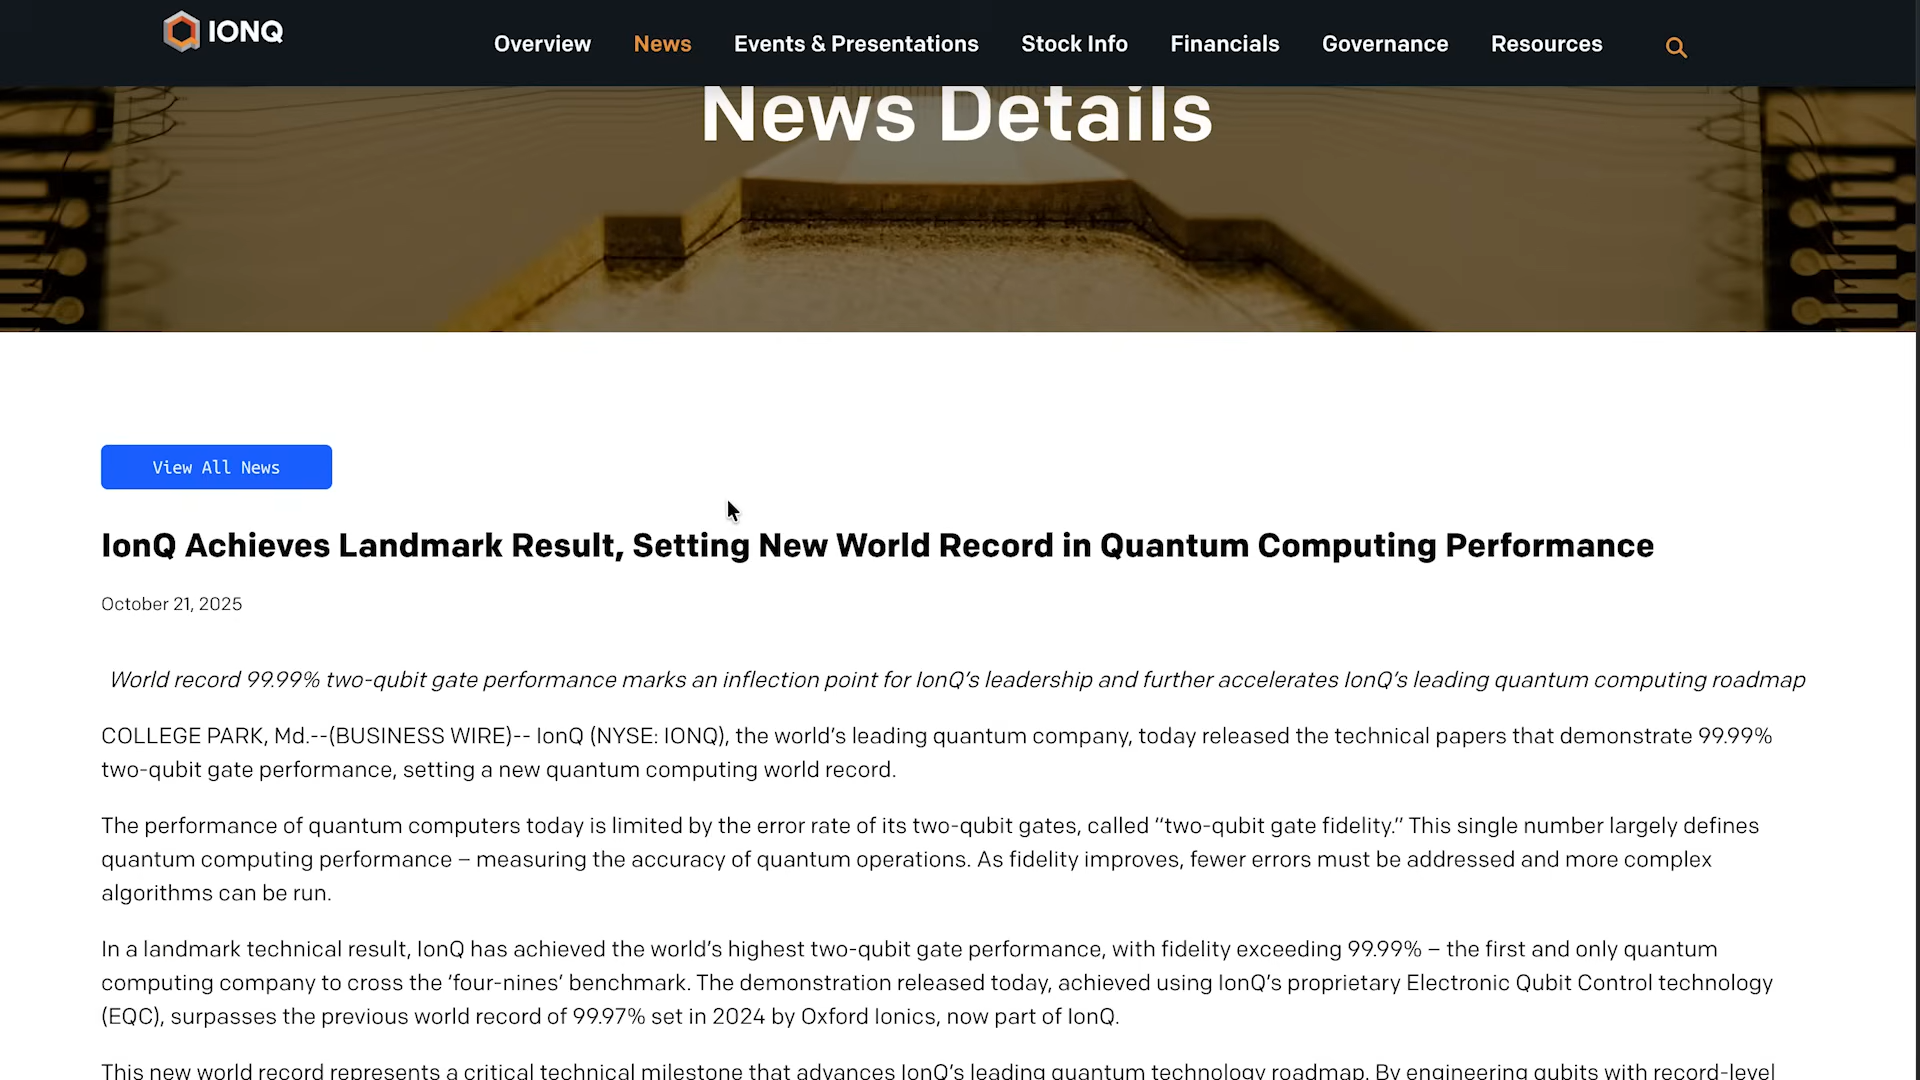 IONQ
Overview News Events & Presentations Stock Info Financials Governance Resources
News Details
View All News
IonQ Achieves Landmark Result, Setting New World Record in Quantum Computing Performance
October 21, 2025
World record 99.99% two-qubit gate performance marks an inflection point for IonQ’s leadership and further accelerates IonQ’s leading quantum computing roadmap
COLLEGE PARK, Md.--(BUSINESS WIRE)-- IonQ (NYSE: IONQ), the world’s leading quantum company, today released the technical papers that demonstrate 99.99%
two-qubit gate performance, setting a new quantum computing world record.
The performance of quantum computers today is limited by the error rate of its two-qubit gates, called “two-qubit gate fidelity.” This single number largely defines
quantum computing performance – measuring the accuracy of quantum operations. As fidelity improves, fewer errors must be addressed and more complex
algorithms can be run.
In a landmark technical result, IonQ has achieved the world’s highest two-qubit gate performance, with fidelity exceeding 99.99% – the first and only quantum
computing company to cross the ‘four-nines’ benchmark. The demonstration released today, achieved using IonQ’s proprietary Electronic Qubit Control technology
(EQC), surpasses the previous world record of 99.97% set in 2024 by Oxford Ionics, now part of IonQ.
This new world record represents a critical technical milestone that advances IonQ’s leading quantum technology roadmap. By engineering qubits with record-level